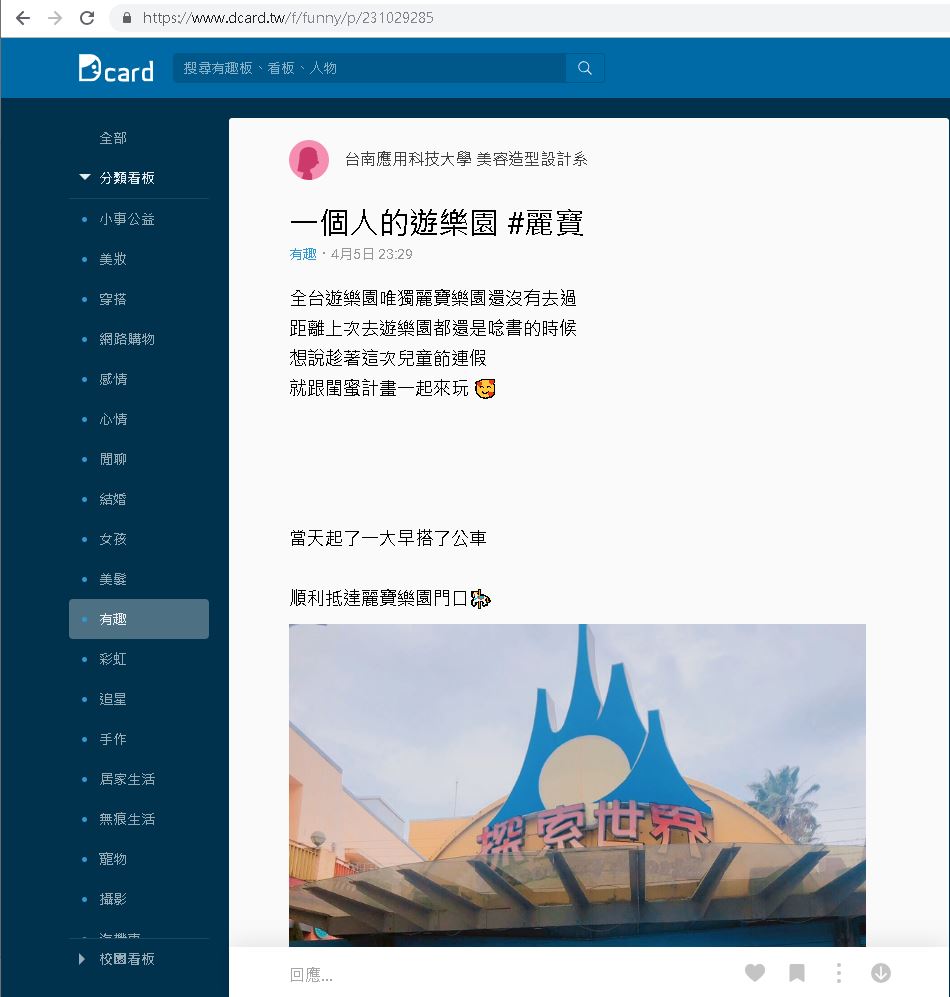 https://www.dcard.tw/f/funny/p/231029285
Dcard
搜尋有趣板、看板、人物
全部
分類看板
小事公益
美妝
穿搭
網路購物
感情
心情
閒聊
結婚
女孩
美髮
有趣
彩虹
追星
手作
居家生活
無痕生活
寵物
攝影
校園看板
台南應用科技大學 美容造型設計系
一個人的遊樂園 #麗寶
有趣・4月5日 23:29
全台遊樂園唯獨麗寶樂園還沒有去過
距離上次去遊樂園都還是唸書的時候
想說趁著這次兒童節連假
就跟閨蜜計畫一起來玩 🥰
當天起了一大早搭了公車
順利抵達麗寶樂園門口🎠
探索世界
回應...